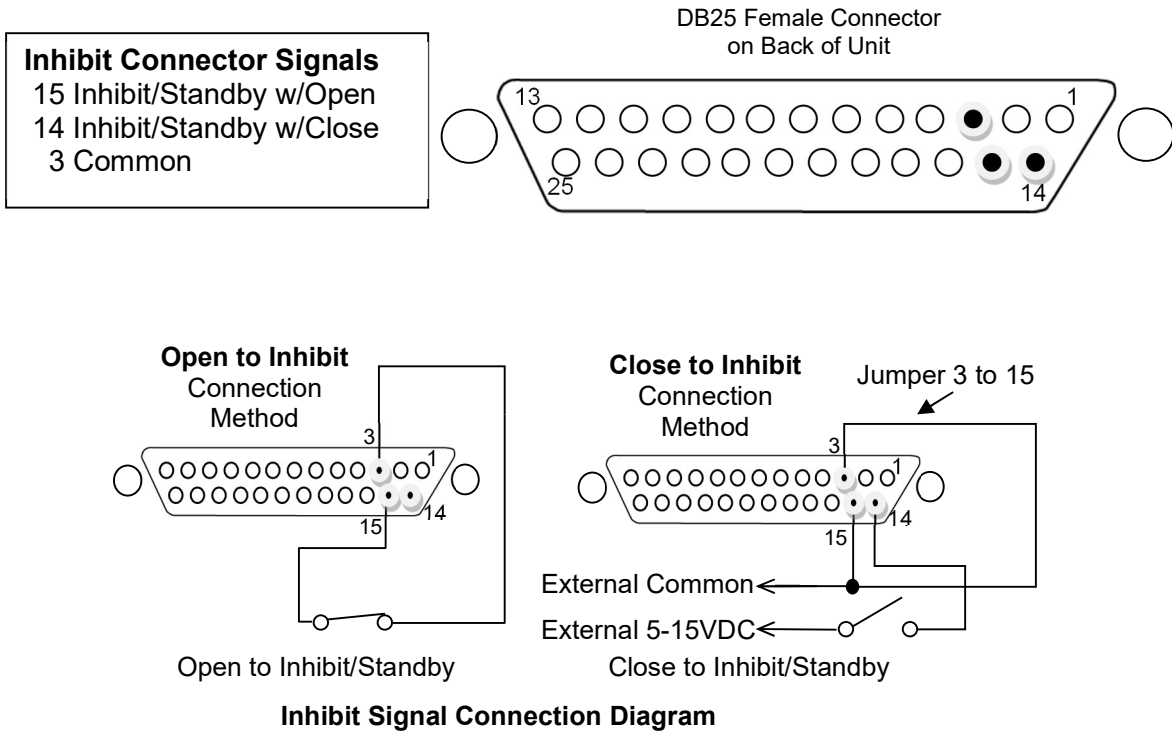 Inhibit Connector Signals
15 Inhibit/Standby w/Open
14 Inhibit/Standby w/Close
3 Common
DB25 Female Connector
on Back of Unit
13
1
25
14
Open to Inhibit
Connection
Method
3
1
14
15
Open to Inhibit/Standby
Close to Inhibit
Connection
Method
Jumper 3 to 15
3
1
14
15
External Common
External 5-15VDC
Close to Inhibit/Standby
Inhibit Signal Connection Diagram